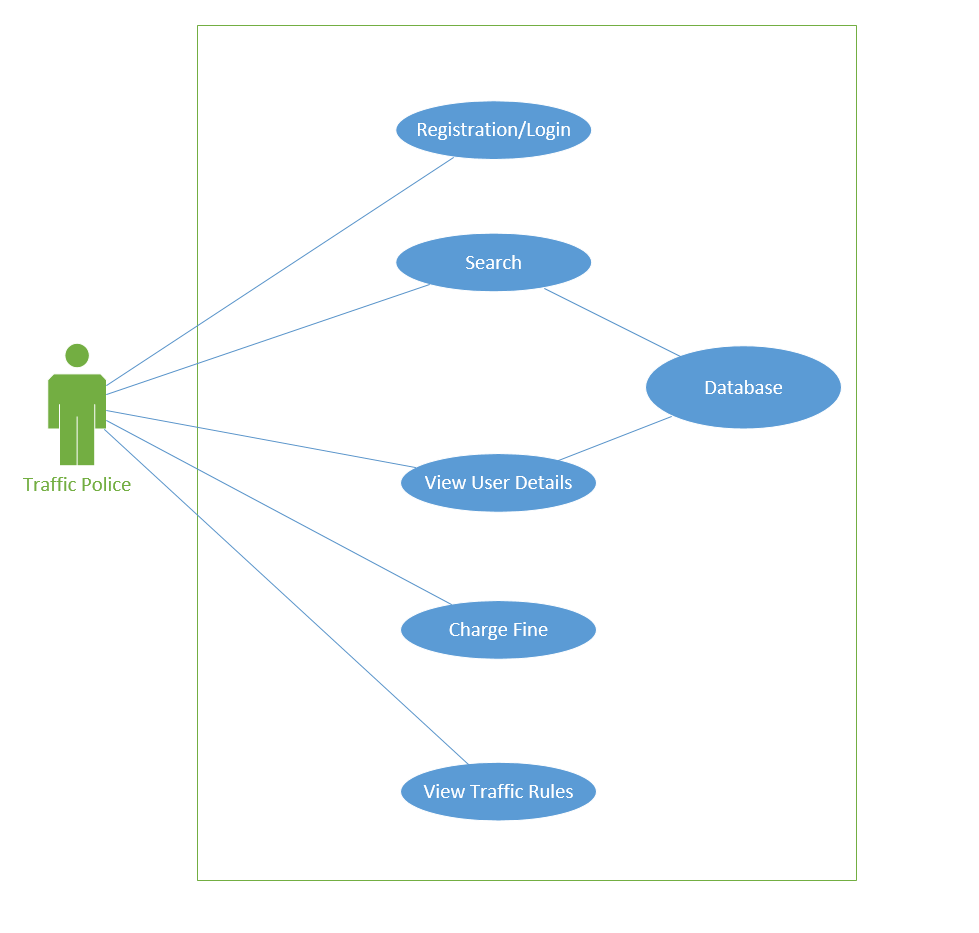 Registration/Login
Search
Database
View User Details
Traffic Police
Charge Fine
View Traffic Rules